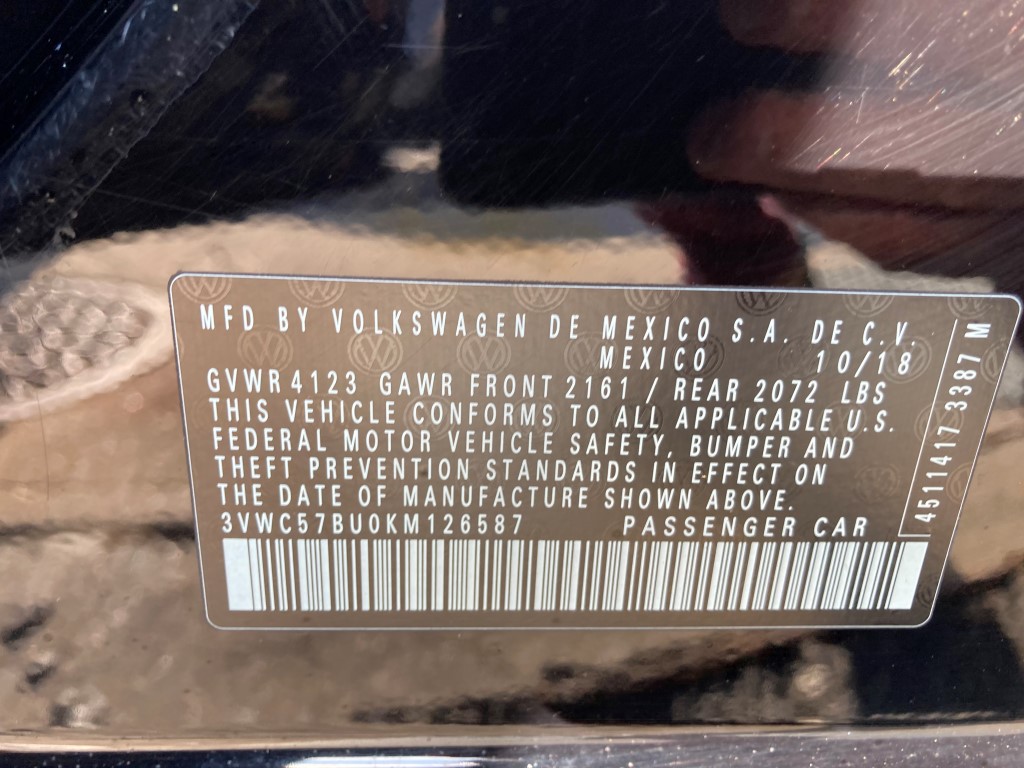 MFD BY VOLKSWAGEN DE MEXICO S.A. DE C.V.
MEXICO 10/18
GVWR 4123 GAWR FRONT 2161 / REAR 2072 LBS
THIS VEHICLE CONFORMS TO ALL APPLICABLE U.S.
FEDERAL MOTOR VEHICLE SAFETY, BUMPER AND
THEFT PREVENTION STANDARDS IN EFFECT ON
THE DATE OF MANUFACTURE SHOWN ABOVE.
3VWC57BU0KM126587 PASSENGER CAR
45114417 3387 M